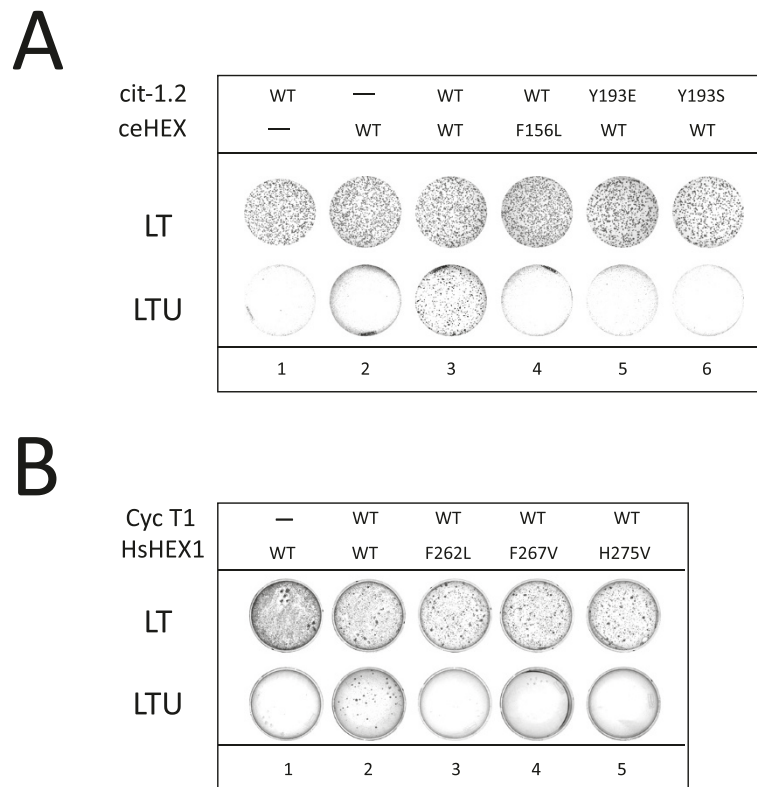 A
cit-1.2 WT — WT WT Y193E Y193S
ceHEX — WT WT F156L WT WT
LT
LTU
1 2 3 4 5 6
B
Cyc T1 — WT WT WT WT
HsHEX1 WT WT F262L F267V H275V
LT
LTU
1 2 3 4 5